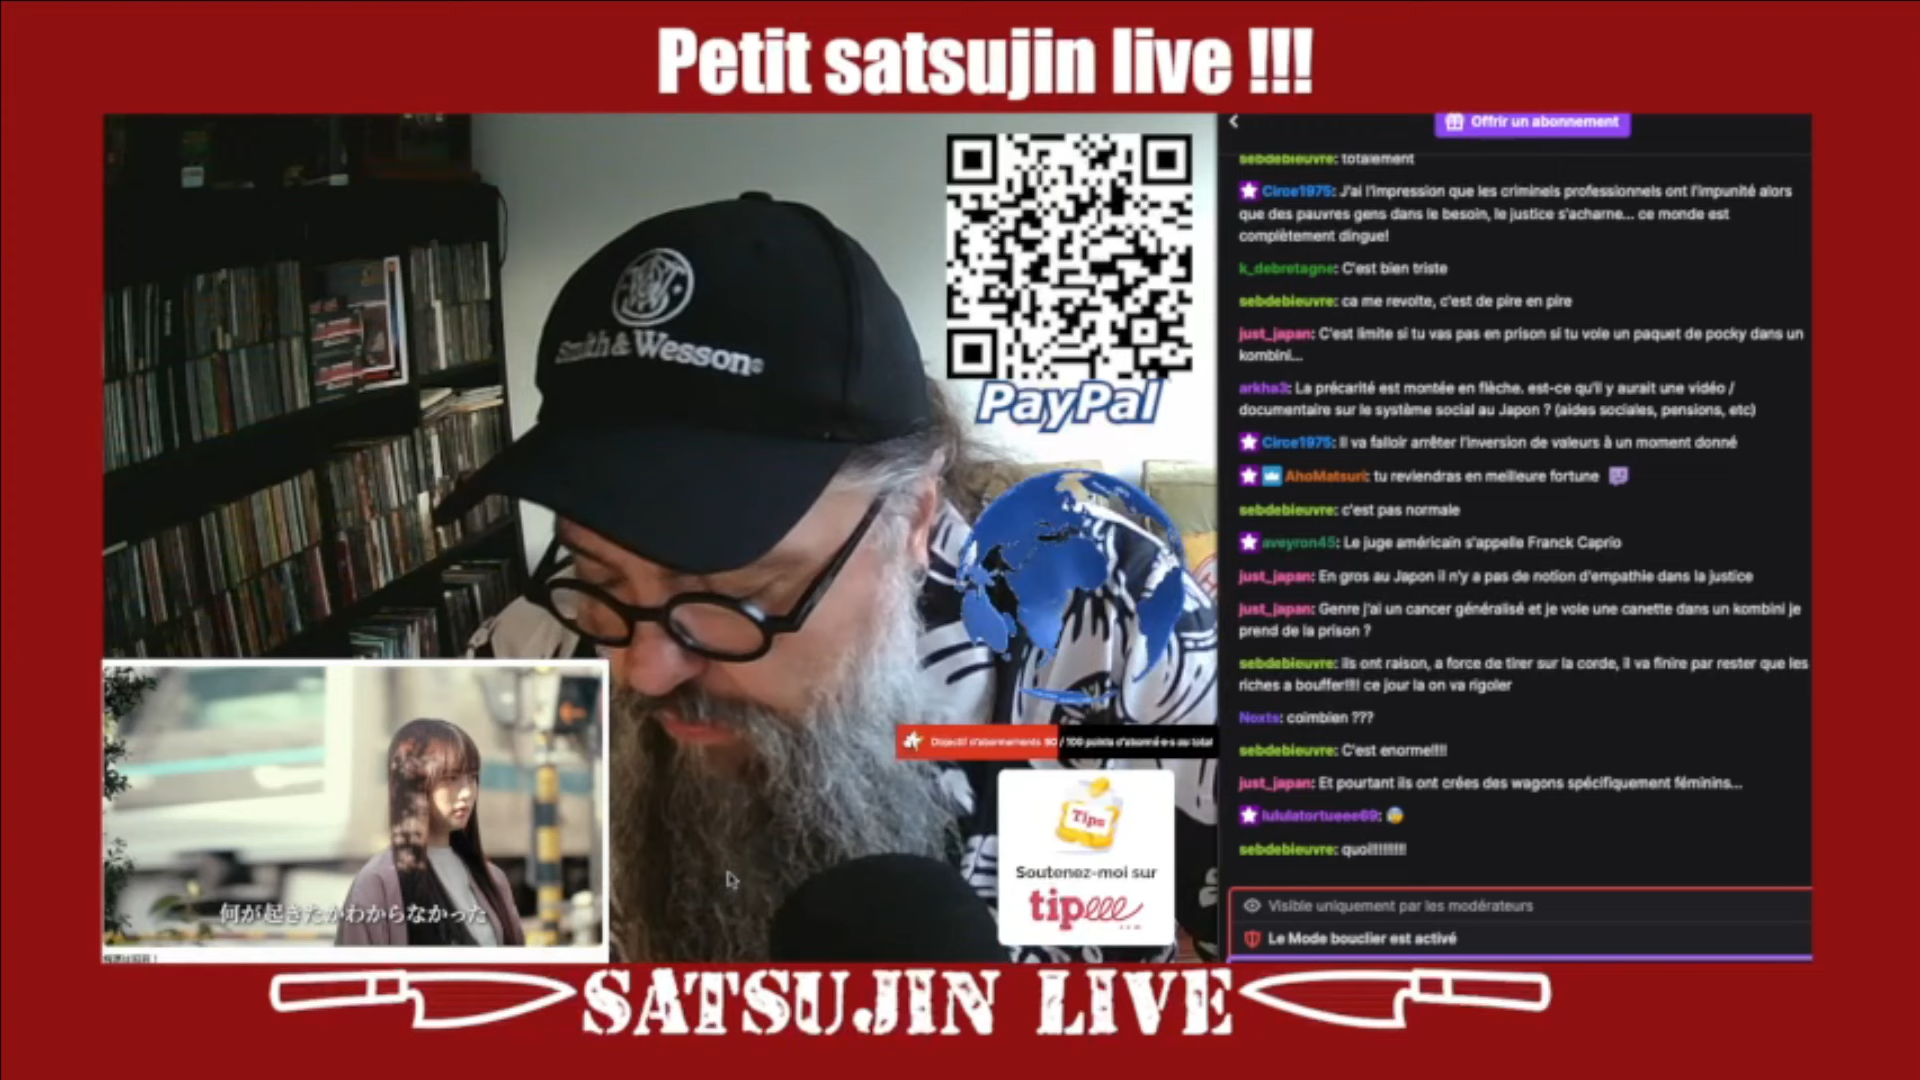 Petit satsujin live !!!
Smith & Wesson®
PayPal
Objectif d'abonnements 90 / 100 points d'abonné·e·s au total
Tips
Soutenez-moi sur
tipeee
何が起きたかわからなかった
Offrir un abonnement
sebdebieuvre: totalement
Circe1975: J'ai l'impression que les criminels professionnels ont l'impunité alors
que des pauvres gens dans le besoin, le justice s'acharne... ce monde est
complètement dingue!
k_debretagne: C'est bien triste
sebdebieuvre: ca me revolte, c'est de pire en pire
just_japan: C'est limite si tu vas pas en prison si tu vole un paquet de pocky dans un
kombini...
arkha3: La précarité est montée en flèche. est-ce qu'il y aurait une vidéo /
documentaire sur le système social au Japon ? (aides sociales, pensions, etc)
Circe1975: Il va falloir arrêter l'inversion de valeurs à un moment donné
AhoMatsuri: tu reviendras en meilleure fortune
sebdebieuvre: c'est pas normale
aveyron45: Le juge américain s'appelle Franck Caprio
just_japan: En gros au Japon il n'y a pas de notion d'empathie dans la justice
just_japan: Genre j'ai un cancer généralisé et je vole une canette dans un kombini je
prend de la prison ?
sebdebieuvre: ils ont raison, a force de tirer sur la corde, il va finire par rester que les
riches a bouffer!!!! ce jour la on va rigoler
Noxts: coimbien ???
sebdebieuvre: C'est enorme!!!!
just_japan: Et pourtant ils ont crées des wagons spécifiquement féminins...
lululatortueee69:
sebdebieuvre: quoi!!!!!!!!!
Visible uniquement par les modérateurs
Le Mode bouclier est activé
SATSUJIN LIVE